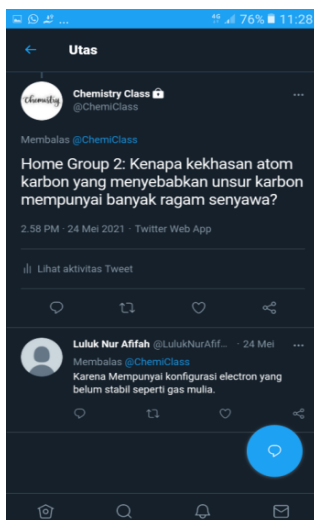 ... 4G 76% 11:28
Utas
Chemistry
Chemistry Class
@ChemiClass
Membalas @ChemiClass
Home Group 2: Kenapa kekhasan atom
karbon yang menyebabkan unsur karbon
mempunyai banyak ragam senyawa?
2.58 PM · 24 Mei 2021 · Twitter Web App
Lihat aktivitas Tweet
Luluk Nur Afifah @LulukNurAfif... · 24 Mei
Membalas @ChemiClass
Karena Mempunyai konfigurasi electron yang
belum stabil seperti gas mulia.